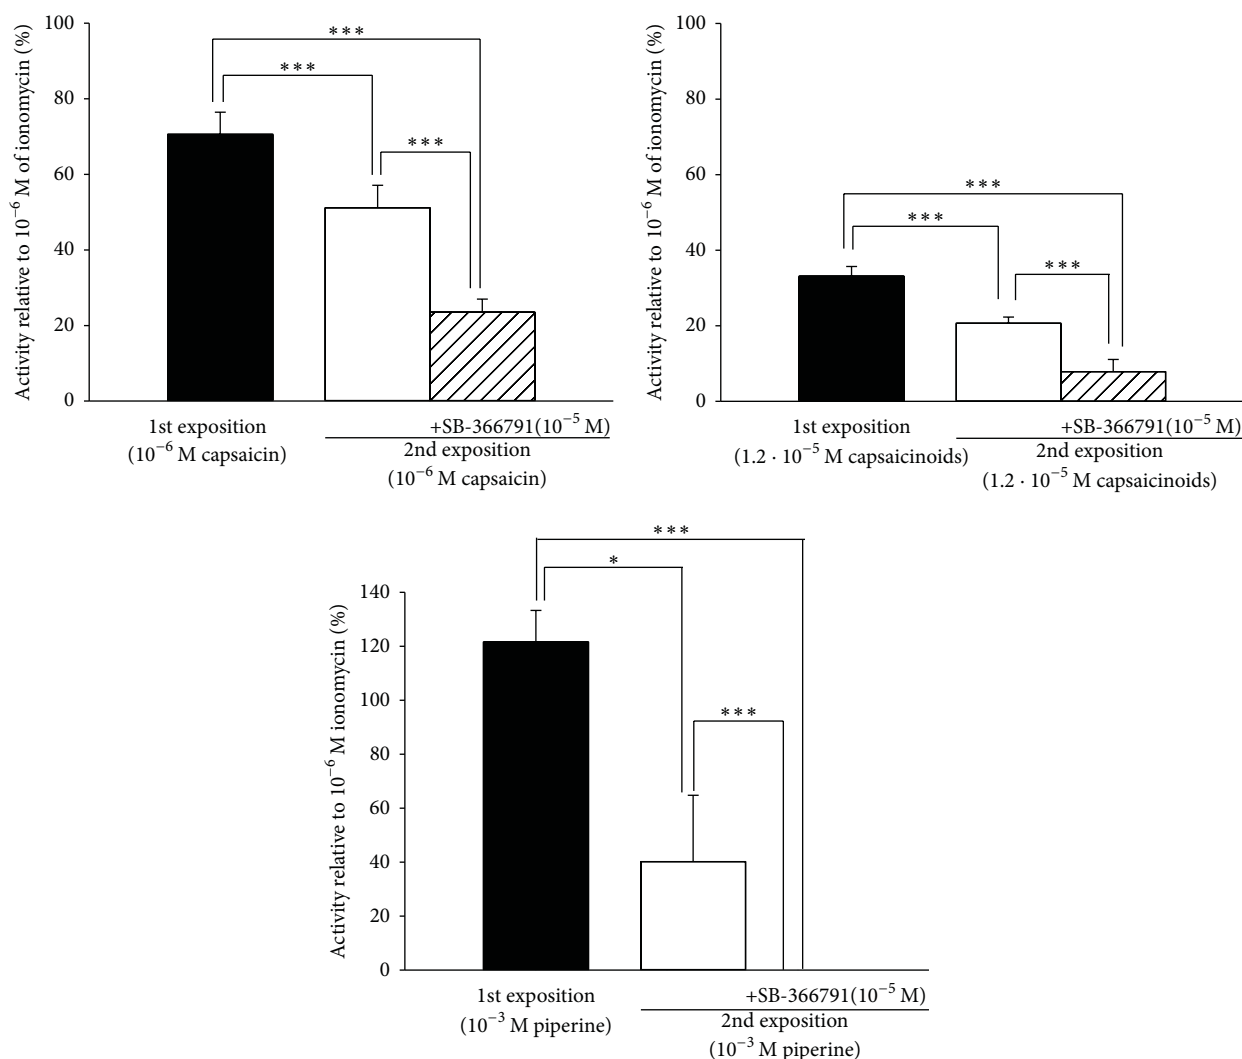 Activity relative to 10⁻⁶ M of ionomycin (%)
100
80
60
40
20
0
***
***
***
1st exposition
(10⁻⁶ M capsaicin)
+SB-366791(10⁻⁵ M)
2nd exposition
(10⁻⁶ M capsaicin)
Activity relative to 10⁻⁶ M of ionomycin (%)
100
80
60
40
20
0
***
***
***
1st exposition
(1.2 · 10⁻⁵ M capsaicinoids)
+SB-366791(10⁻⁵ M)
2nd exposition
(1.2 · 10⁻⁵ M capsaicinoids)
Activity relative to 10⁻⁶ M ionomycin (%)
140
120
100
80
60
40
20
0
***
*
***
1st exposition
(10⁻³ M piperine)
+SB-366791(10⁻⁵ M)
2nd exposition
(10⁻³ M piperine)